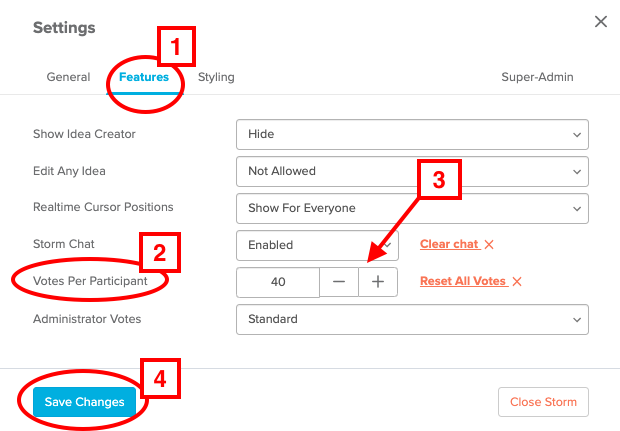 Settings
1
General Features Styling Super-Admin
Show Idea Creator Hide
Edit Any Idea Not Allowed
3
Realtime Cursor Positions Show For Everyone
Storm Chat Enabled Clear chat ×
2
Votes Per Participant 40 − + Reset All Votes ×
Administrator Votes Standard
4
Save Changes Close Storm